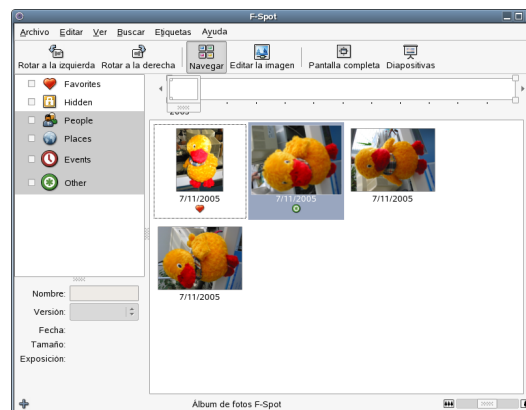 F-Spot
Archivo Editar Ver Buscar Etiquetas Ayuda
Rotar a la izquierda Rotar a la derecha Navegar Editar la imagen Pantalla completa Diapositivas
Favorites
Hidden
People
Places
Events
Other
2005
7/11/2005 7/11/2005 7/11/2005
7/11/2005
Nombre:
Versión:
Fecha:
Tamaño:
Exposición:
Álbum de fotos F-Spot